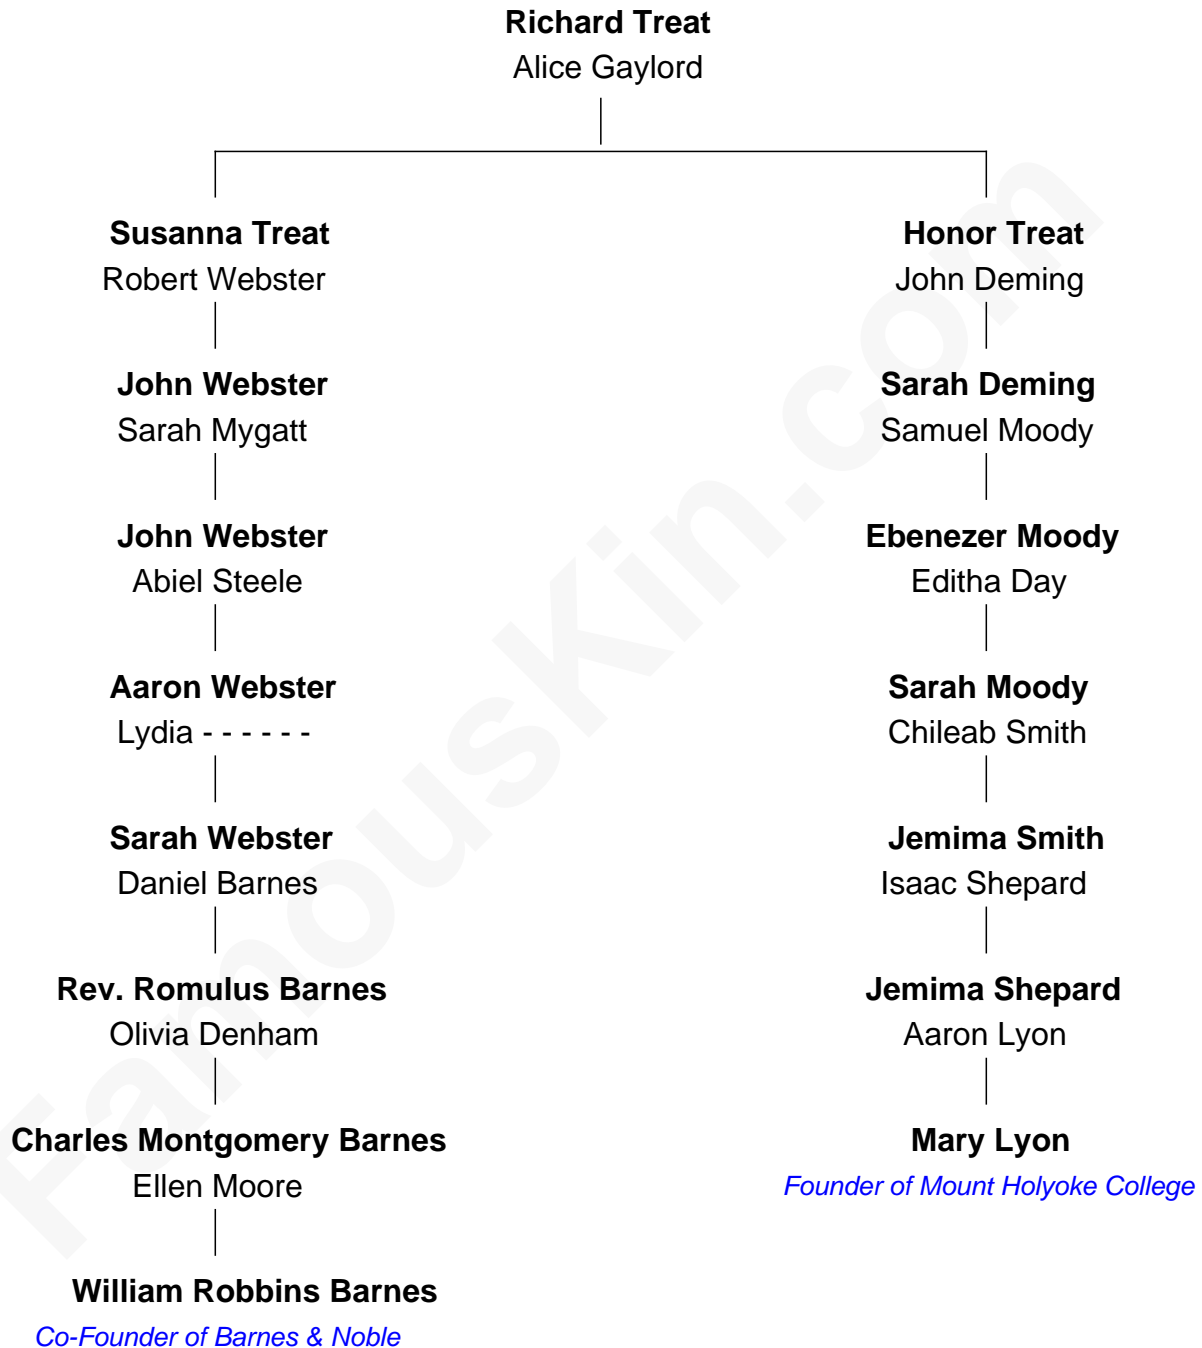 Richard Treat
Alice Gaylord
Susanna Treat
Robert Webster
Honor Treat
John Deming
John Webster
Sarah Mygatt
Sarah Deming
Samuel Moody
John Webster
Abiel Steele
Ebenezer Moody
Editha Day
Aaron Webster
Lydia - - - - - -
Sarah Moody
Chileab Smith
Sarah Webster
Daniel Barnes
Jemima Smith
Isaac Shepard
Rev. Romulus Barnes
Olivia Denham
Jemima Shepard
Aaron Lyon
Charles Montgomery Barnes
Ellen Moore
Mary Lyon
Founder of Mount Holyoke College
William Robbins Barnes
Co-Founder of Barnes & Noble
FamousKin.com